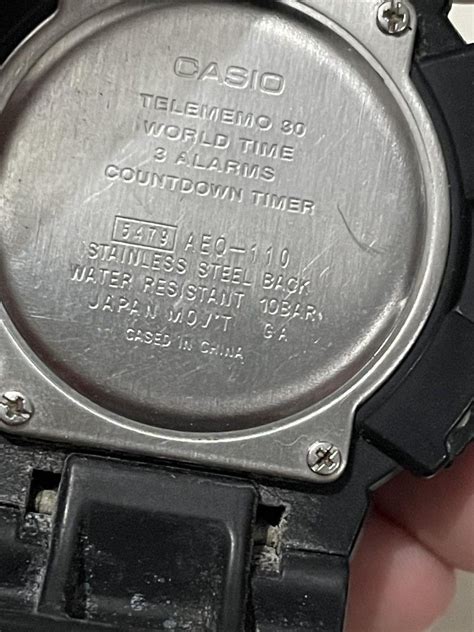 CASIO
TELEMEMO 30
WORLD TIME
3 ALARMS
COUNTDOWN TIMER
5479 AEQ-110
STAINLESS STEEL BACK
WATER RESISTANT 10BAR
JAPAN MOV'T GA
CASED IN CHINA